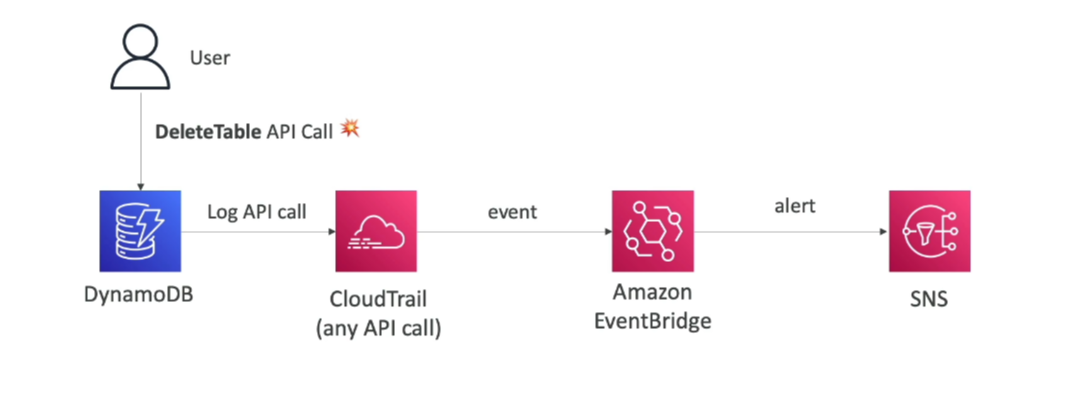 User
DeleteTable API Call 💥
Log API call
event
alert
DynamoDB
CloudTrail
(any API call)
Amazon
EventBridge
SNS